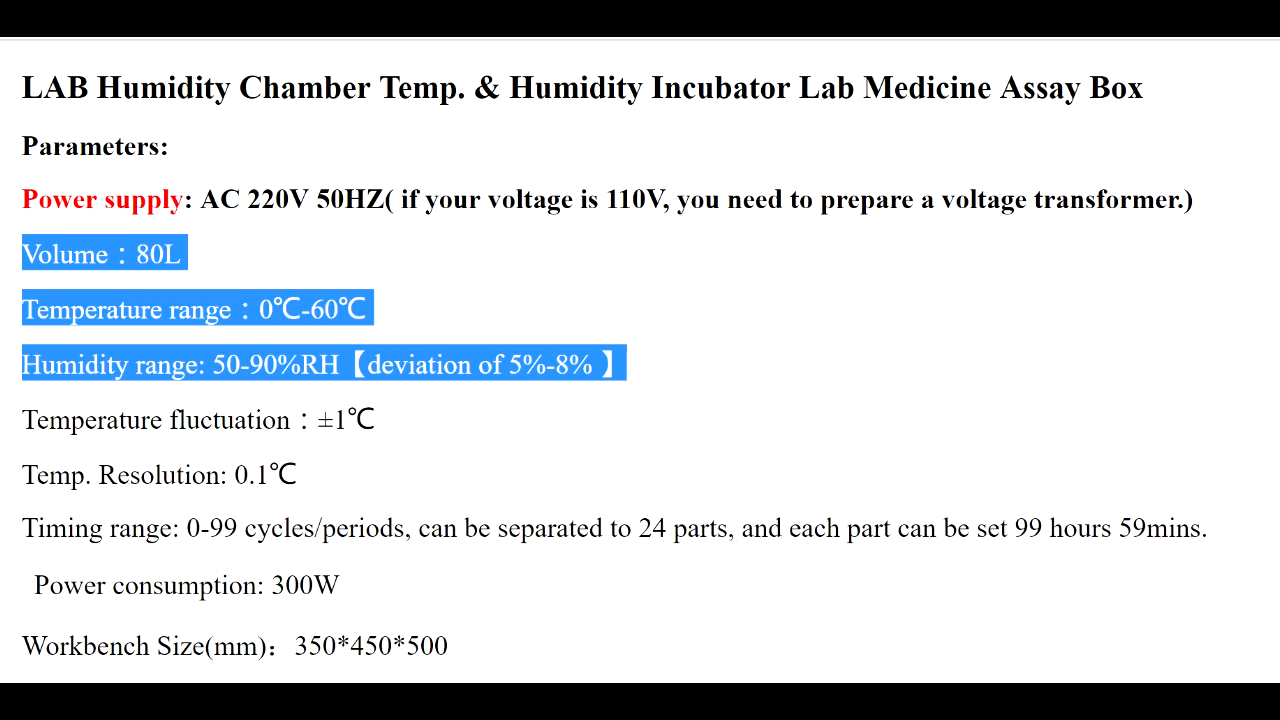 LAB Humidity Chamber Temp. & Humidity Incubator Lab Medicine Assay Box
Parameters:
Power supply: AC 220V 50HZ( if your voltage is 110V, you need to prepare a voltage transformer.)
Volume：80L
Temperature range：0℃-60℃
Humidity range: 50-90%RH【deviation of 5%-8% 】
Temperature fluctuation：±1℃
Temp. Resolution: 0.1℃
Timing range: 0-99 cycles/periods, can be separated to 24 parts, and each part can be set 99 hours 59mins.
Power consumption: 300W
Workbench Size(mm)：350*450*500